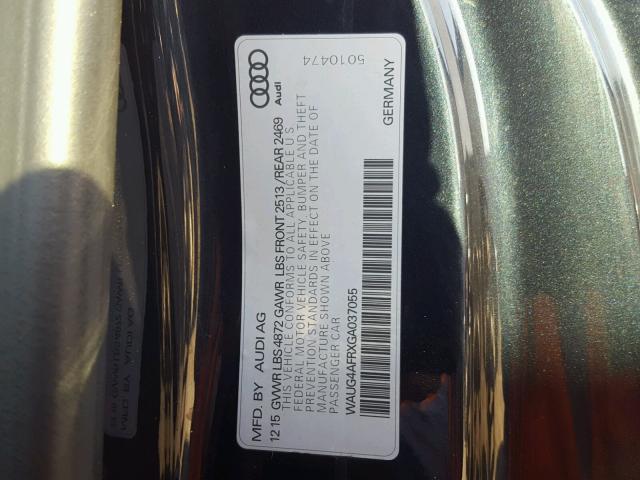 MFD. BY AUDI AG
12 15 GVWR LBS 4872 GAWR LBS FRONT 2513 / REAR 2469
THIS VEHICLE CONFORMS TO ALL APPLICABLE U S
FEDERAL MOTOR VEHICLE SAFETY, BUMPER AND THEFT
PREVENTION STANDARDS IN EFFECT ON THE DATE OF
MANUFACTURE SHOWN ABOVE
PASSENGER CAR
WAUG4AFRXGA037055
GERMANY
Audi
5010474